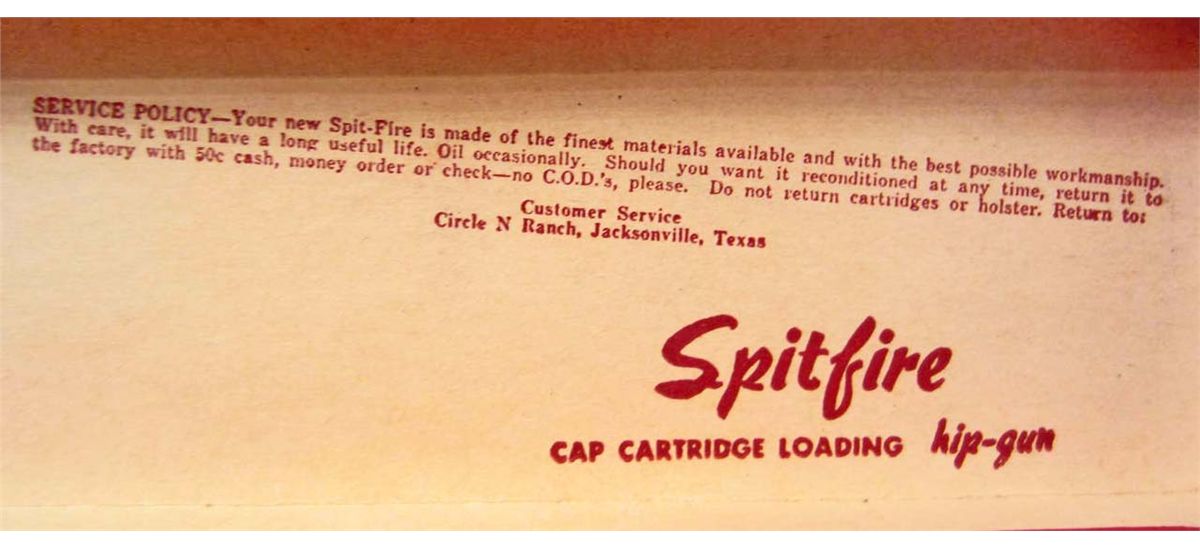 SERVICE POLICY—Your new Spit-Fire is made of the finest materials available and with the best possible workmanship.
With care, it will have a long useful life. Oil occasionally. Should you want it reconditioned at any time, return it to
the factory with 50c cash, money order or check—no C.O.D.'s, please. Do not return cartridges or holster. Return to:
Customer Service
Circle N Ranch, Jacksonville, Texas
Spitfire
CAP CARTRIDGE LOADING hip-gun